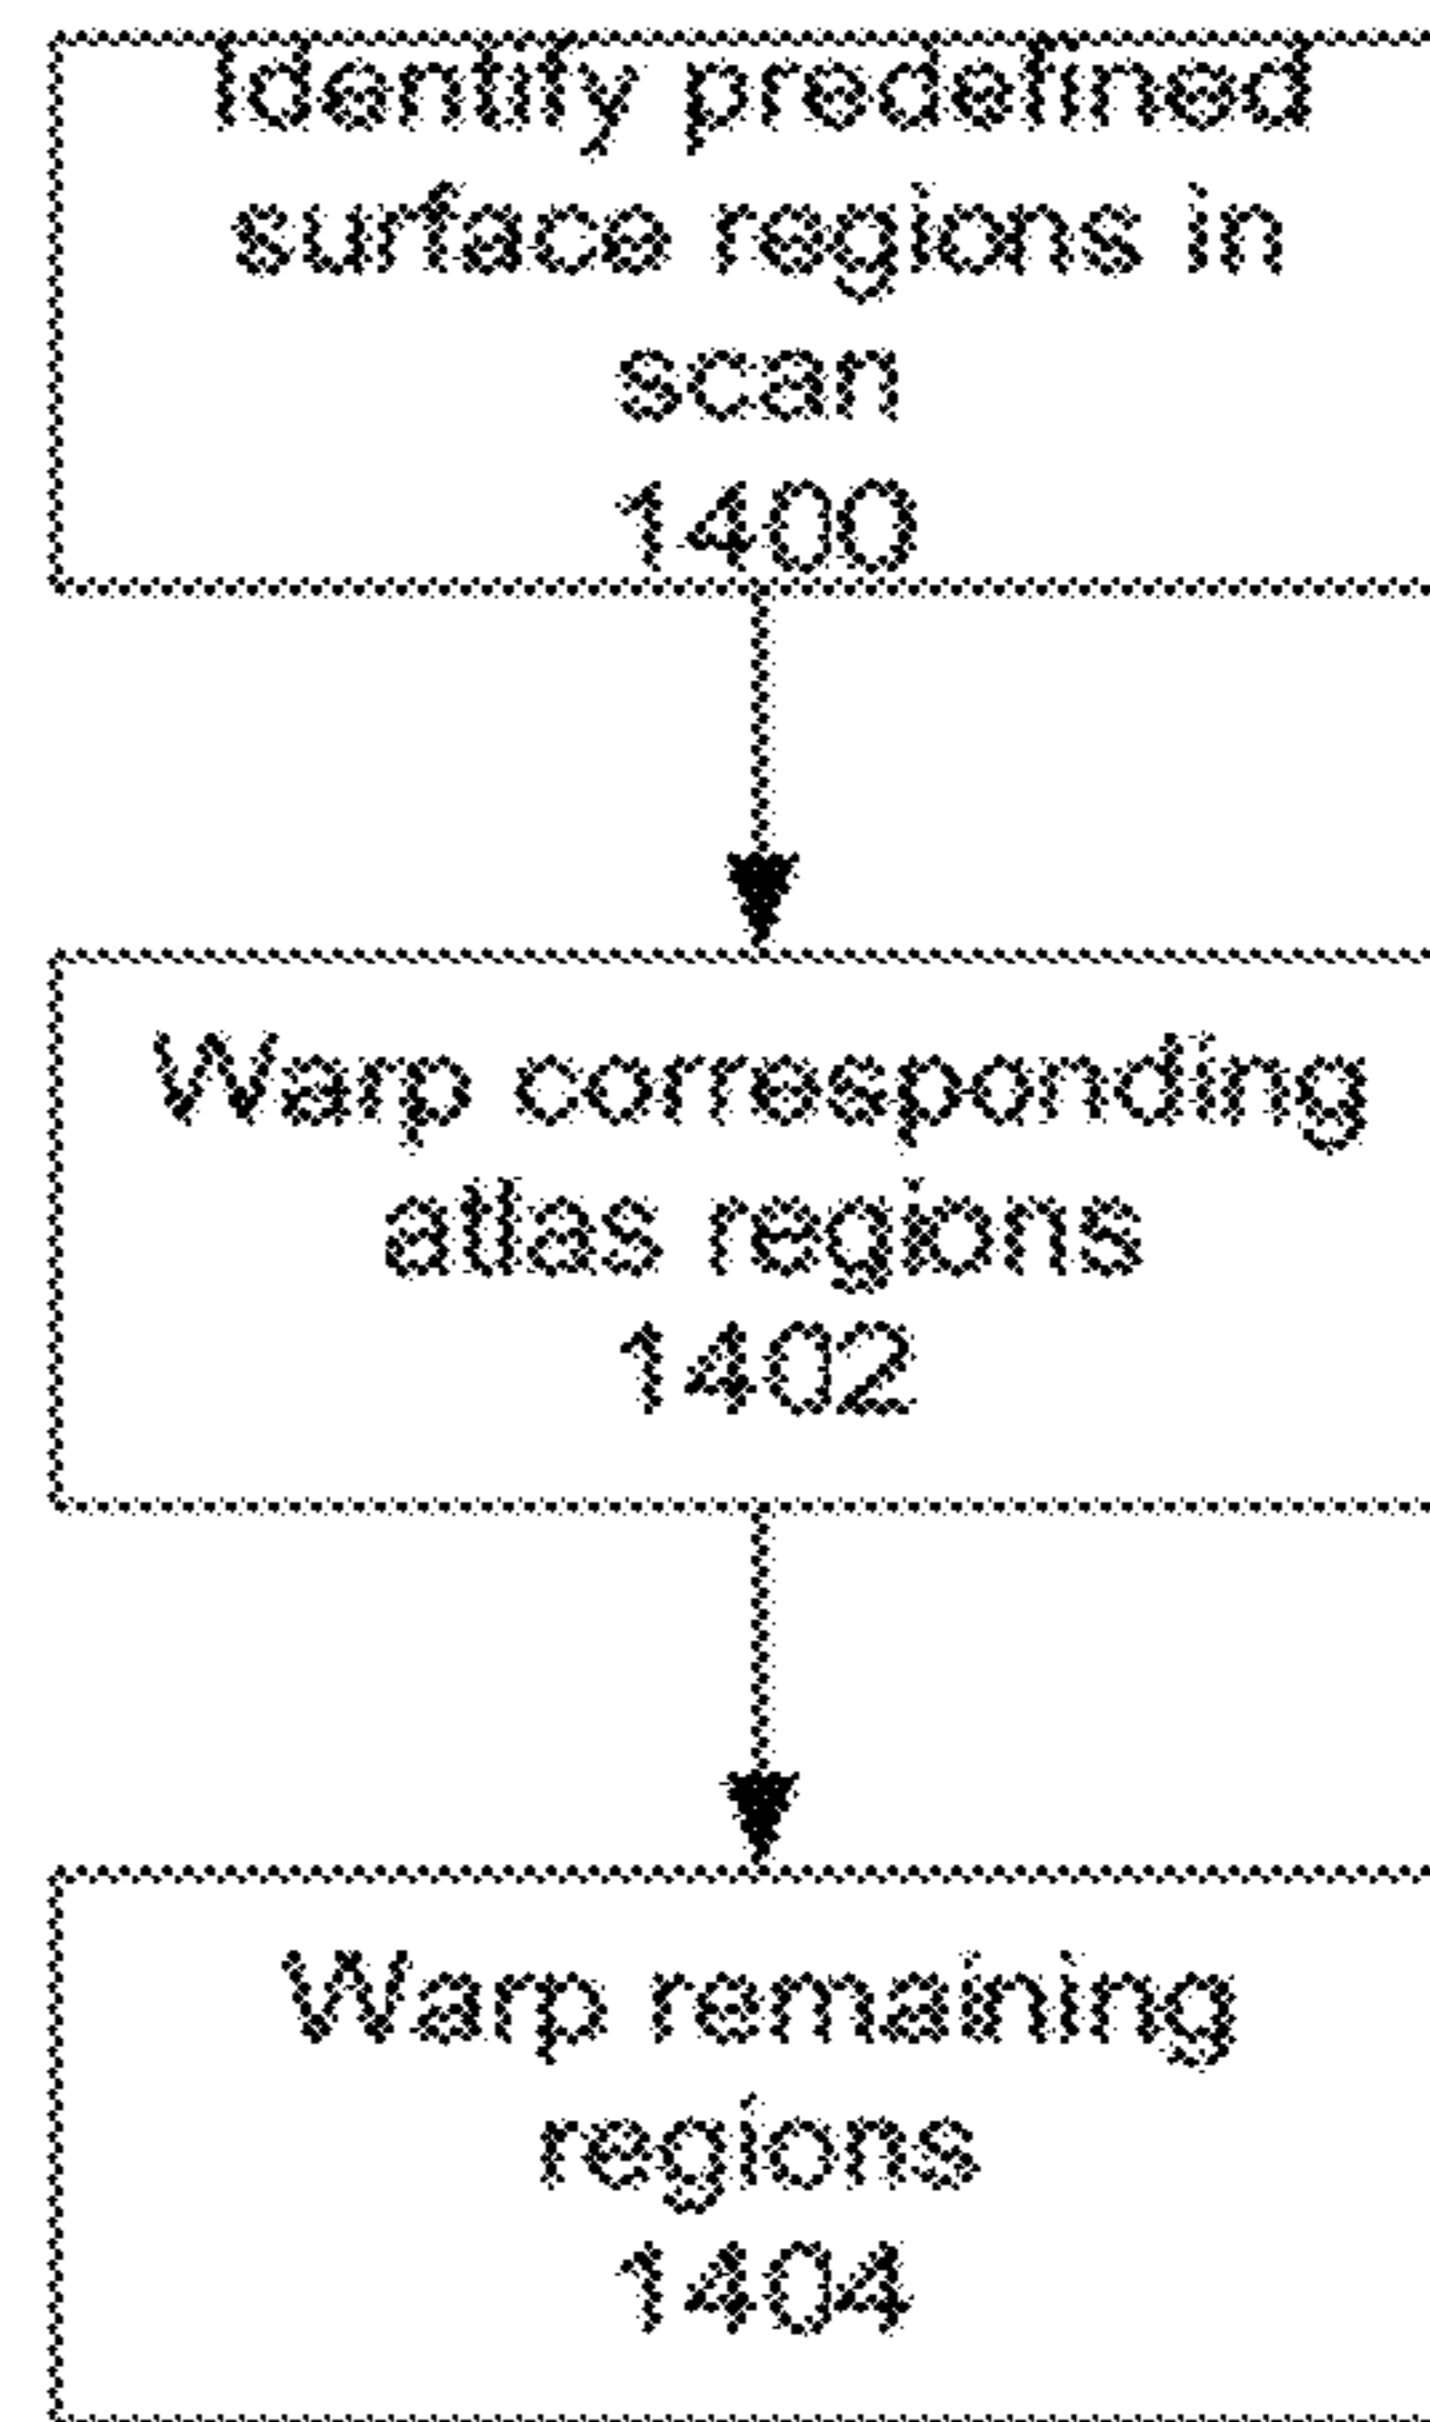 Identify predefined
surface regions in
scan
1400
Warp corresponding
atlas regions
1402
Warp remaining
regions
1404